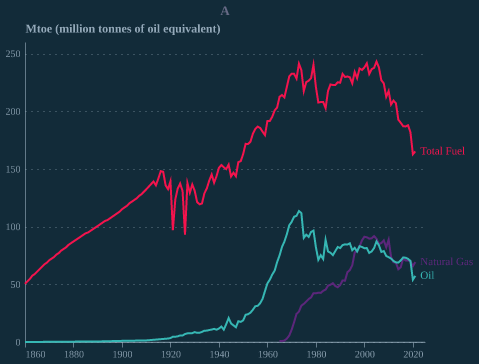 A
Mtoe (million tonnes of oil equivalent)
250
200
150
100
50
0
Total Fuel
Natural Gas
Oil
1860 1880 1900 1920 1940 1960 1980 2000 2020